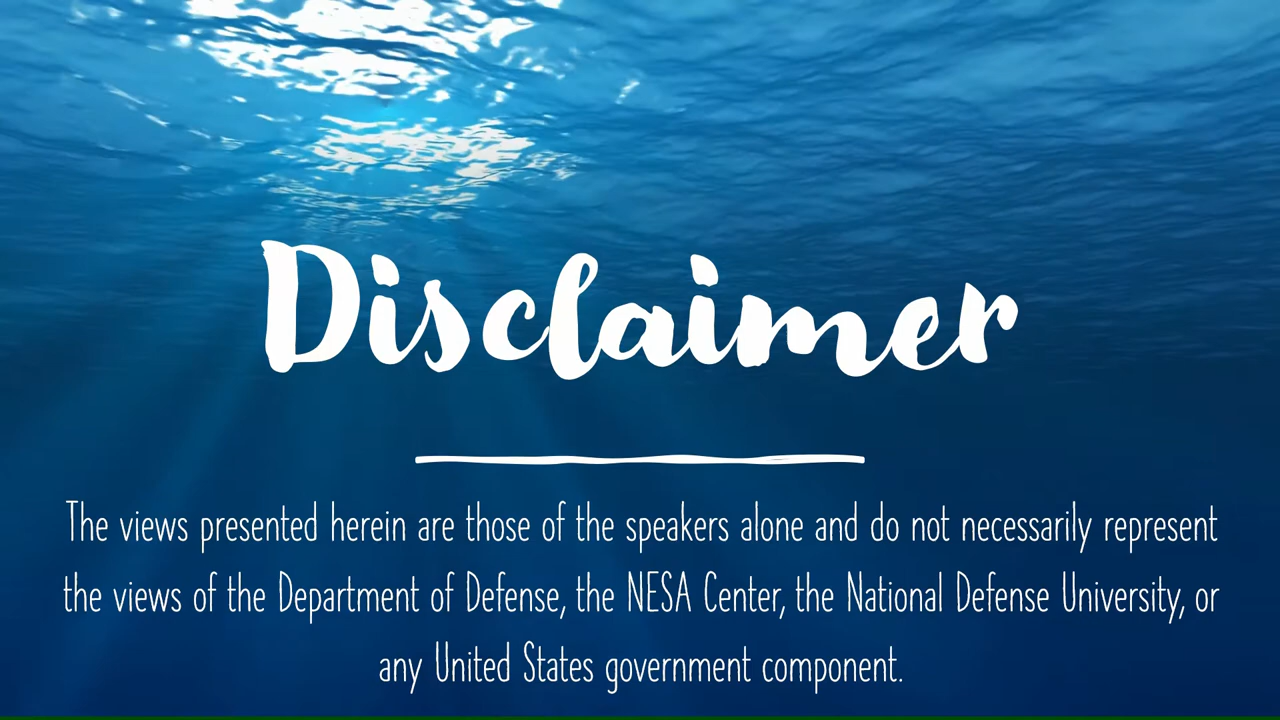 Disclaimer
The views presented herein are those of the speakers alone and do not necessarily represent
the views of the Department of Defense, the NESA Center, the National Defense University, or
any United States government component.